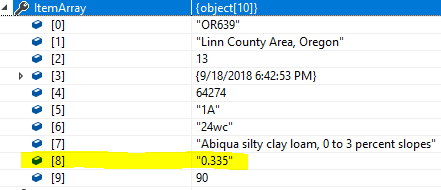 ItemArray {object[10]}
[0] "OR639"
[1] "Linn County Area, Oregon"
[2] 13
[3] {9/18/2018 6:42:53 PM}
[4] 64274
[5] "1A"
[6] "24wc"
[7] "Abiqua silty clay loam, 0 to 3 percent slopes"
[8] "0.335"
[9] 90